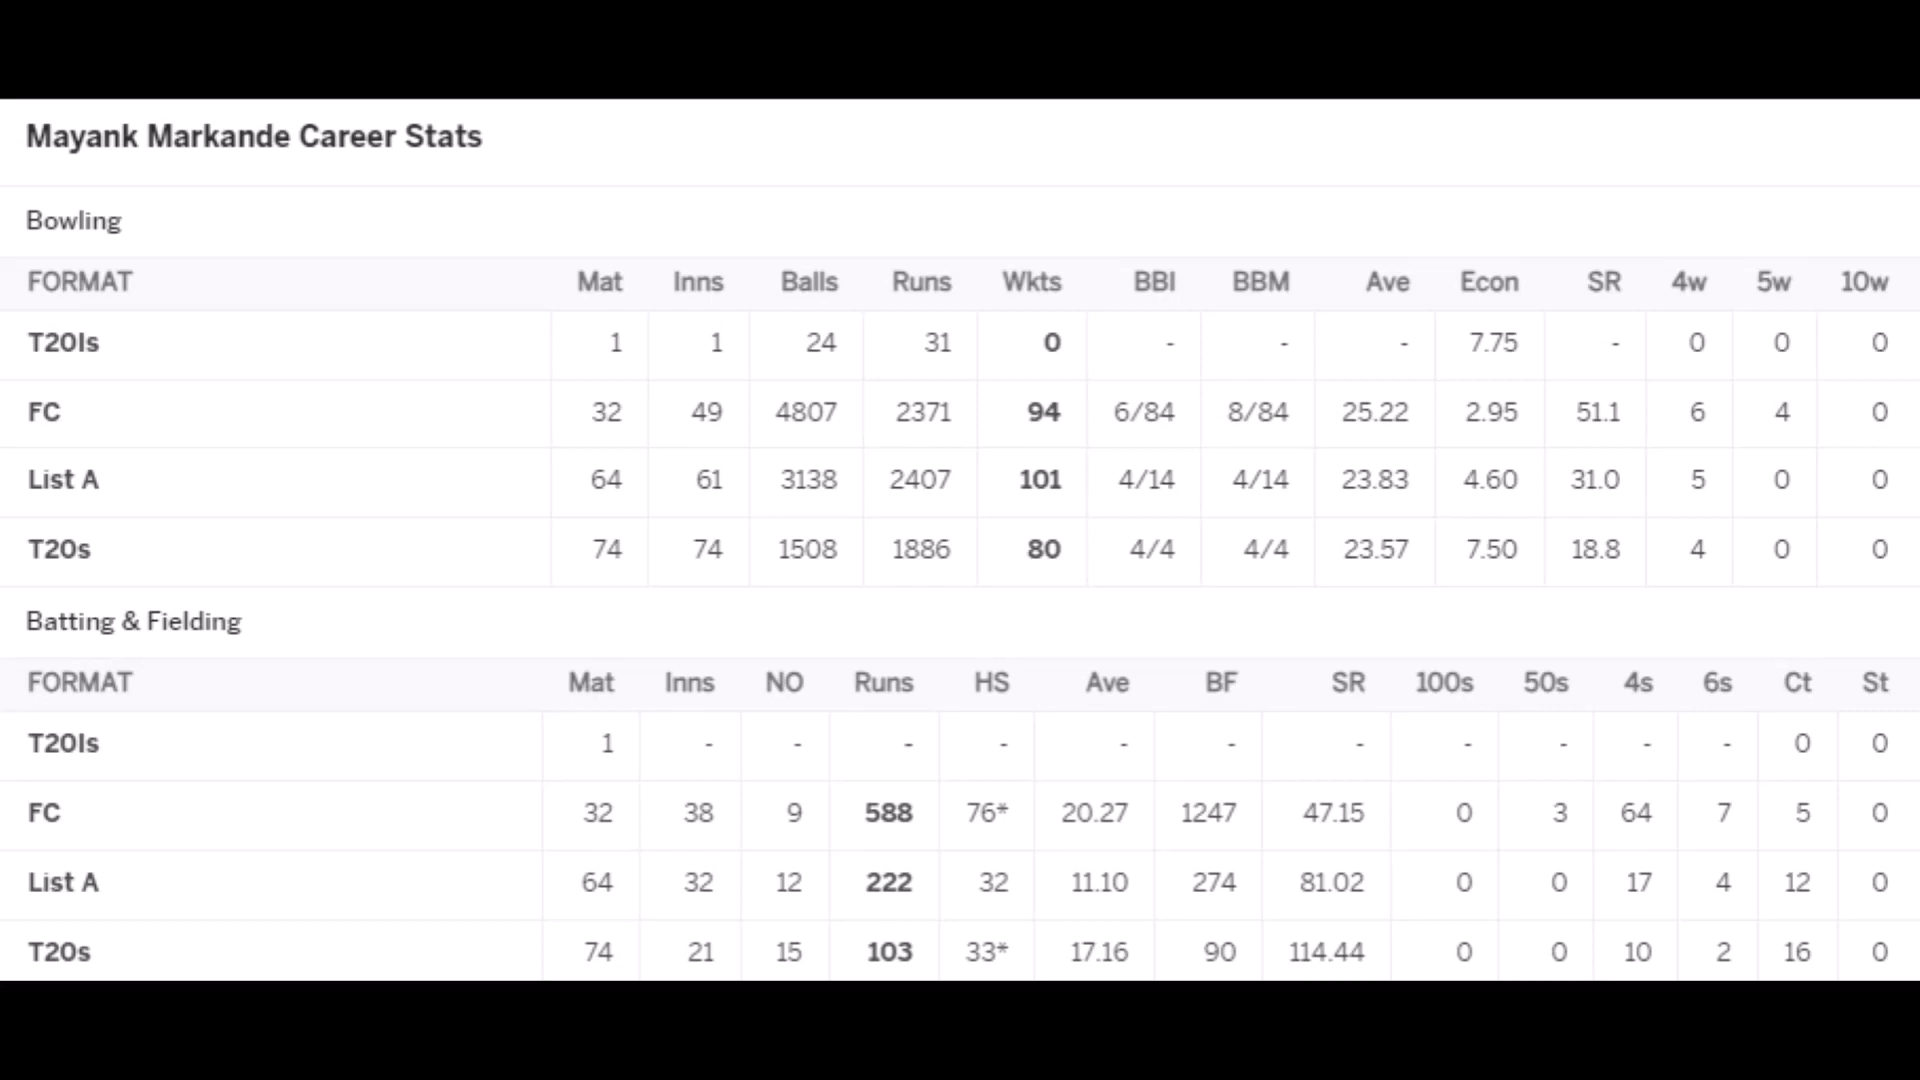 Mayank Markande Career Stats
Bowling
FORMAT Mat Inns Balls Runs Wkts BBI BBM Ave Econ SR 4w 5w 10w
T20Is 1 1 24 31 0 - - - 7.75 - 0 0 0
FC 32 49 4807 2371 94 6/84 8/84 25.22 2.95 51.1 6 4 0
List A 64 61 3138 2407 101 4/14 4/14 23.83 4.60 31.0 5 0 0
T20s 74 74 1508 1886 80 4/4 4/4 23.57 7.50 18.8 4 0 0
Batting & Fielding
FORMAT Mat Inns NO Runs HS Ave BF SR 100s 50s 4s 6s Ct St
T20Is 1 - - - - - - - - - - - 0 0
FC 32 38 9 588 76* 20.27 1247 47.15 0 3 64 7 5 0
List A 64 32 12 222 32 11.10 274 81.02 0 0 17 4 12 0
T20s 74 21 15 103 33* 17.16 90 114.44 0 0 10 2 16 0